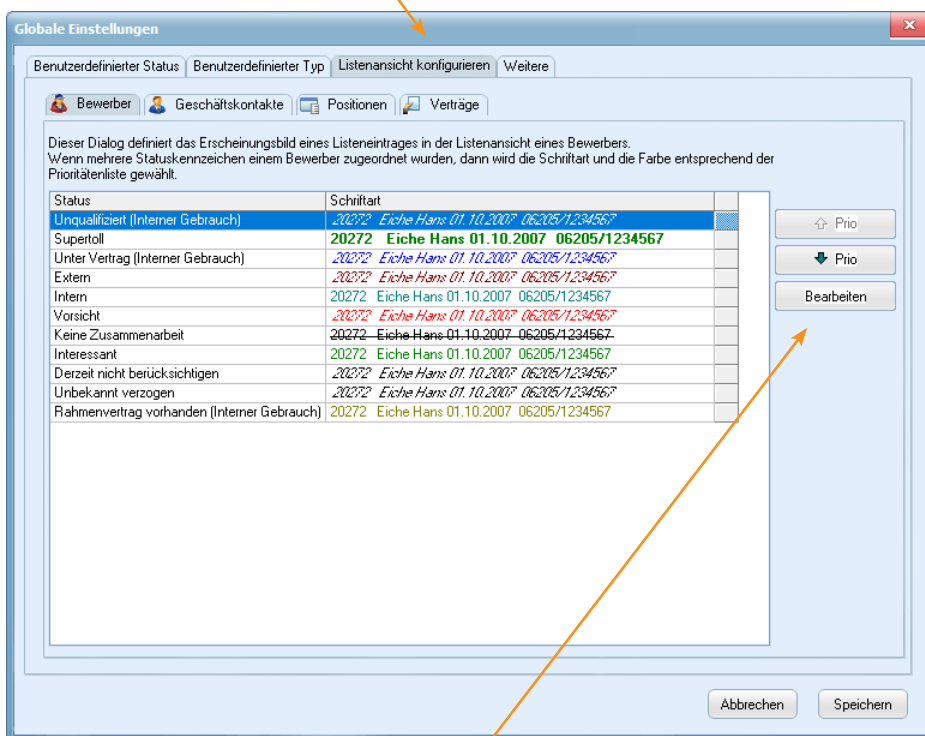 Globale Einstellungen
Benutzerdefinierter Status Benutzerdefinierter Typ Listenansicht konfigurieren Weitere
Bewerber Geschäftskontakte Positionen Verträge
Dieser Dialog definiert das Erscheinungsbild eines Listeneintrages in der Listenansicht eines Bewerbers.
Wenn mehrere Statuskennzeichen einem Bewerber zugeordnet wurden, dann wird die Schriftart und die Farbe entsprechend der
Prioritätenliste gewählt.
Status Schriftart
Unqualifiziert (Interner Gebrauch) 20272 Eiche Hans 01.10.2007 06205/1234567
Supertoll 20272 Eiche Hans 01.10.2007 06205/1234567
Unter Vertrag (Interner Gebrauch) 20272 Eiche Hans 01.10.2007 06205/1234567
Extern 20272 Eiche Hans 01.10.2007 06205/1234567
Intern 20272 Eiche Hans 01.10.2007 06205/1234567
Vorsicht 20272 Eiche Hans 01.10.2007 06205/1234567
Keine Zusammenarbeit 20272 Eiche Hans 01.10.2007 06205/1234567
Interessant 20272 Eiche Hans 01.10.2007 06205/1234567
Derzeit nicht berücksichtigen 20272 Eiche Hans 01.10.2007 06205/1234567
Unbekannt verzogen 20272 Eiche Hans 01.10.2007 06205/1234567
Rahmenvertrag vorhanden (Interner Gebrauch) 20272 Eiche Hans 01.10.2007 06205/1234567
Prio
Prio
Bearbeiten
Abbrechen Speichern